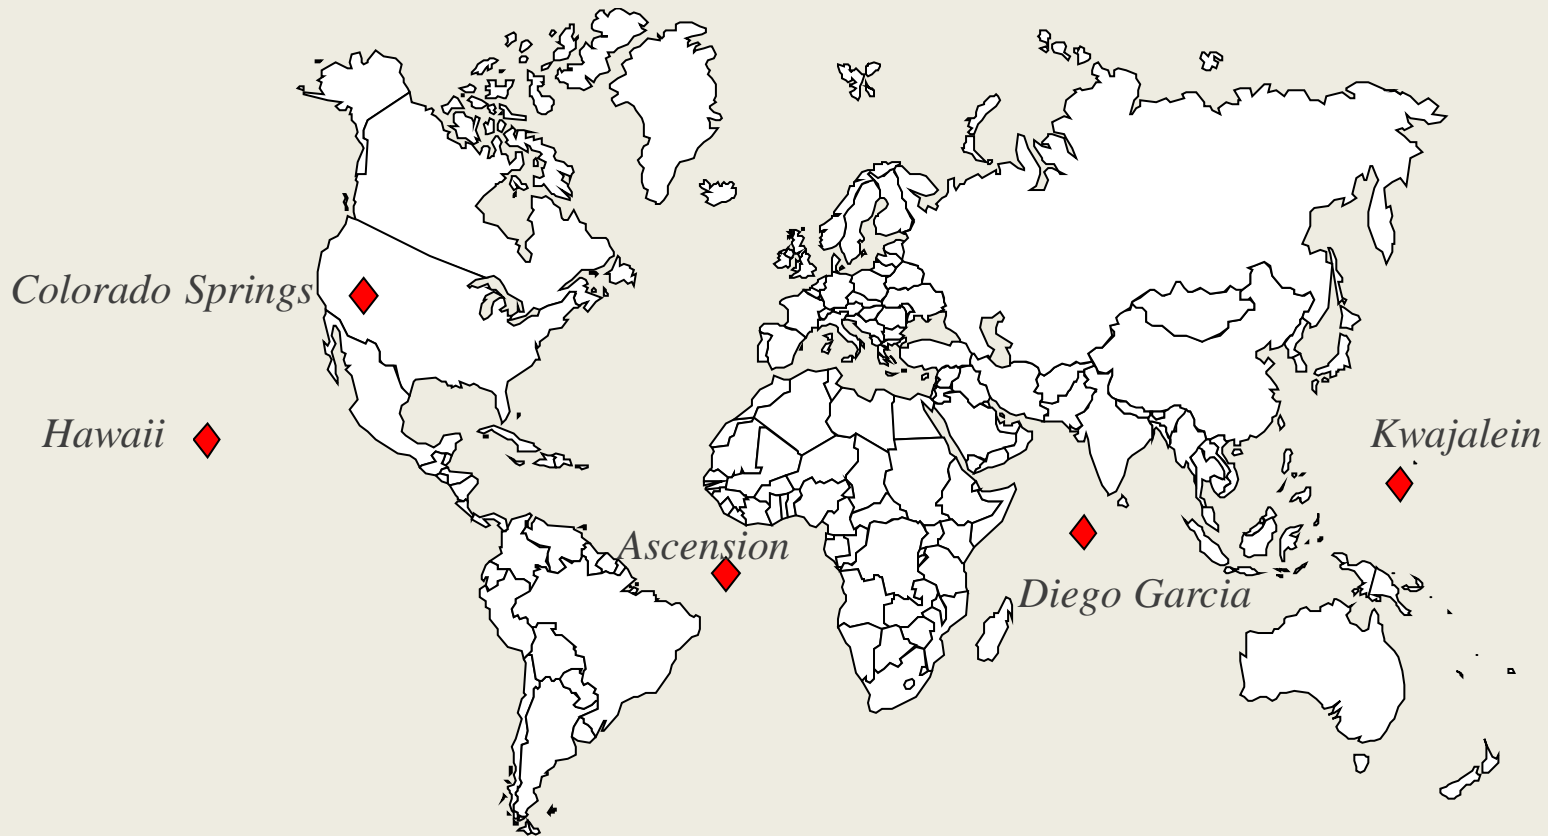 Colorado Springs
Hawaii
Kwajalein
Ascension
Diego Garcia